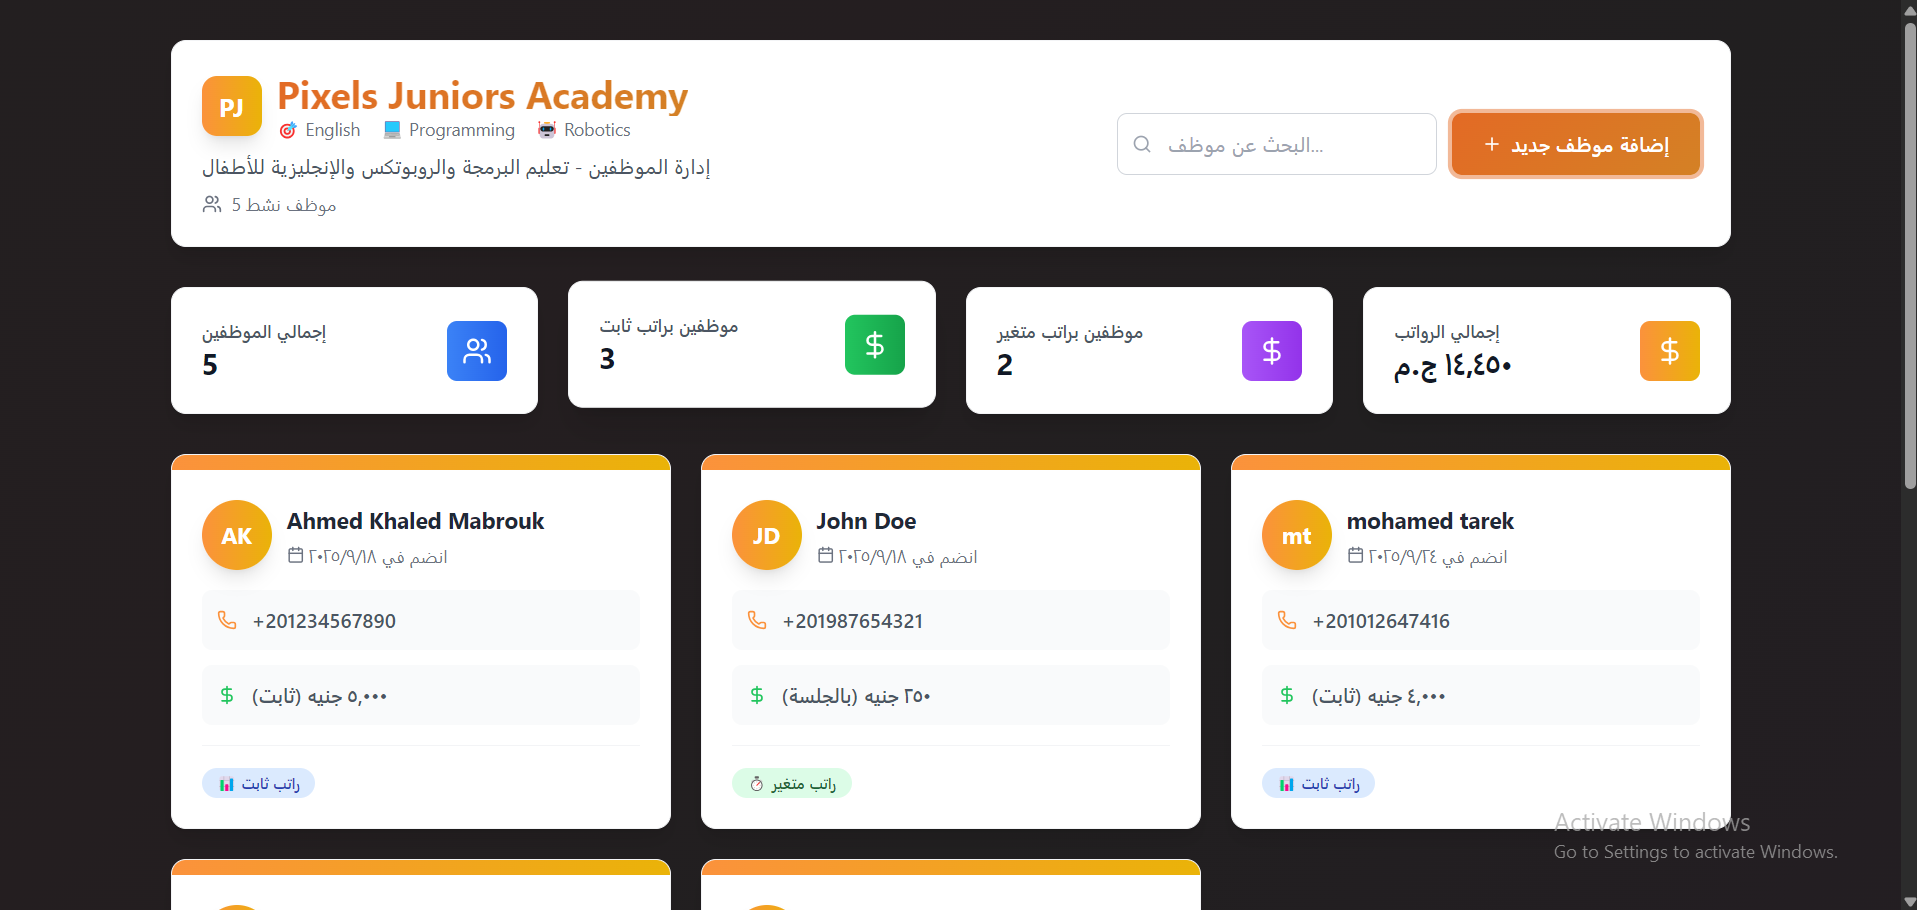 PJ
Pixels Juniors Academy
🎯 English 💻 Programming 🤖 Robotics
إدارة الموظفين - تعليم البرمجة والروبوتكس والإنجليزية للأطفال
موظف نشط 5
البحث عن موظف...
إضافة موظف جديد +
إجمالي الموظفين
5
موظفين براتب ثابت
3
موظفين براتب متغير
2
إجمالي الرواتب
١٤,٤٥٠ ج.م
AK
Ahmed Khaled Mabrouk
انضم في ٢٠٢٥/٩/١٨
+201234567890
٥,٠٠٠ جنيه (ثابت)
راتب ثابت
JD
John Doe
انضم في ٢٠٢٥/٩/١٨
+201987654321
٢٥٠ جنيه (بالجلسة)
راتب متغير
mt
mohamed tarek
انضم في ٢٠٢٥/٩/٢٤
+201012647416
٤,٠٠٠ جنيه (ثابت)
راتب ثابت
Activate Windows
Go to Settings to activate Windows.